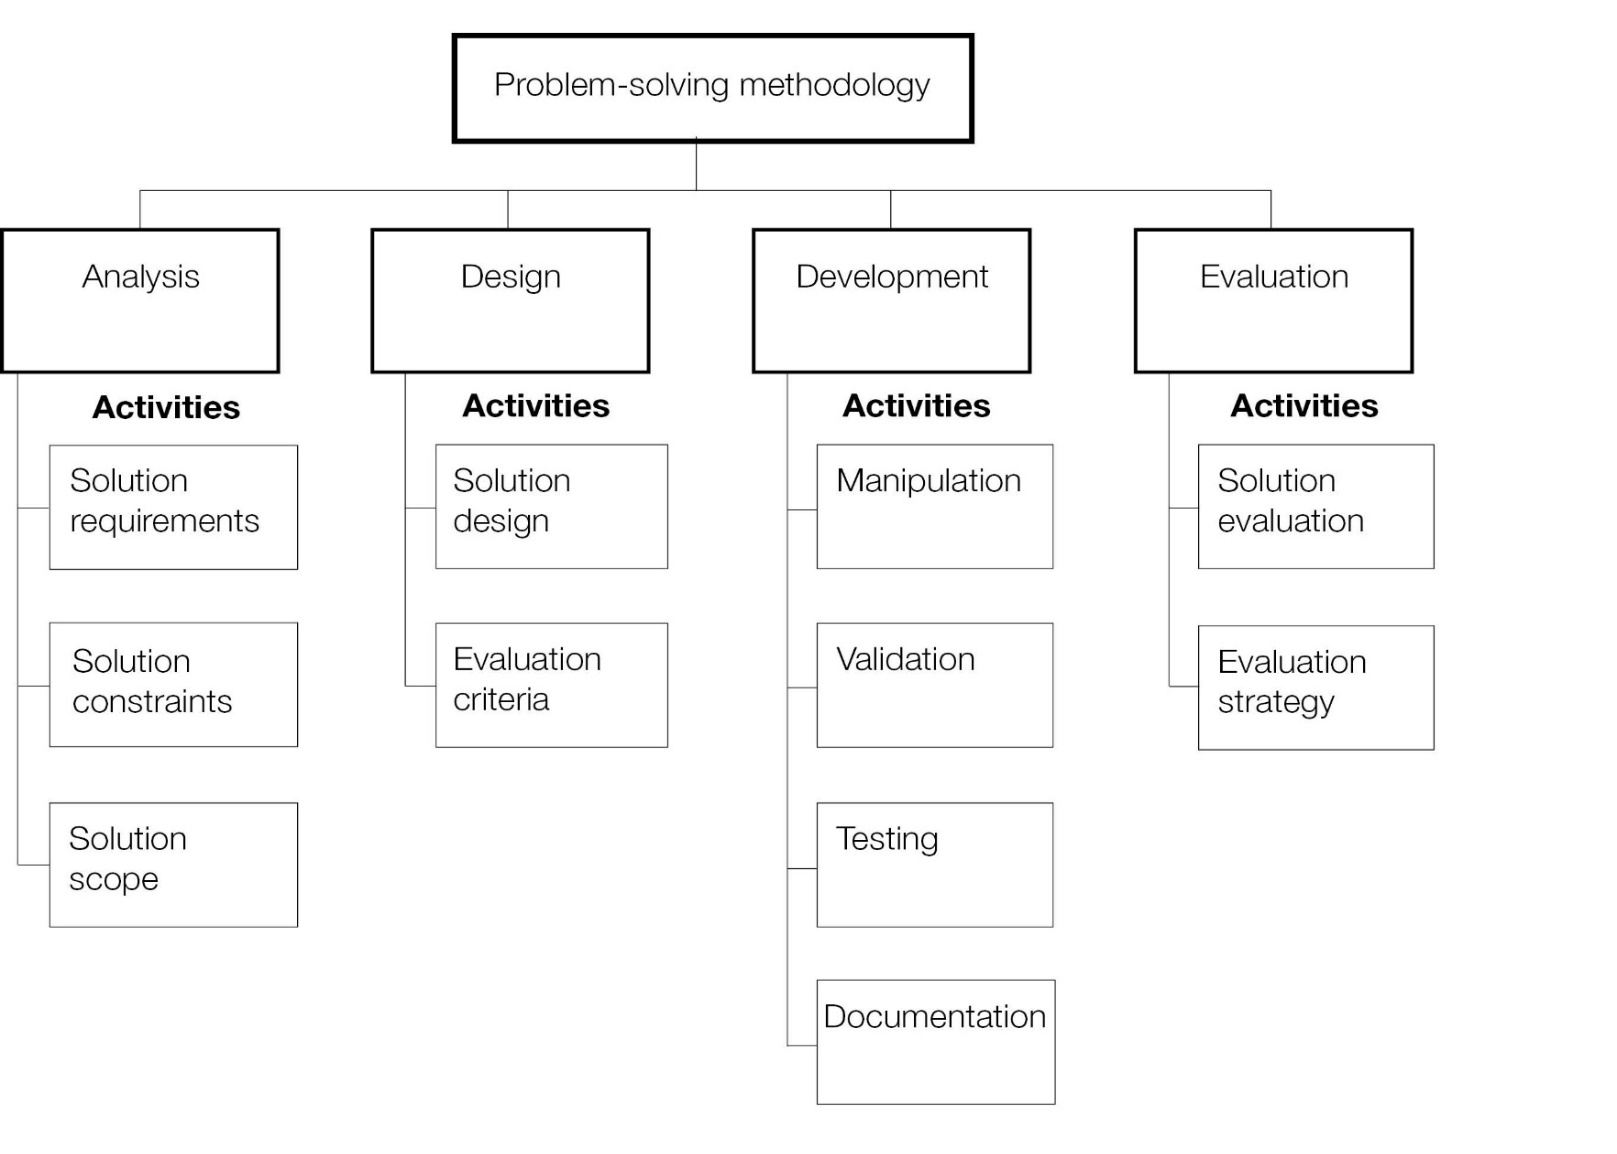 Problem-solving methodology
Analysis
Design
Development
Evaluation
Activities
Activities
Activities
Activities
Solution
requirements
Solution
constraints
Solution
scope
Solution
design
Evaluation
criteria
Manipulation
Validation
Testing
Documentation
Solution
evaluation
Evaluation
strategy